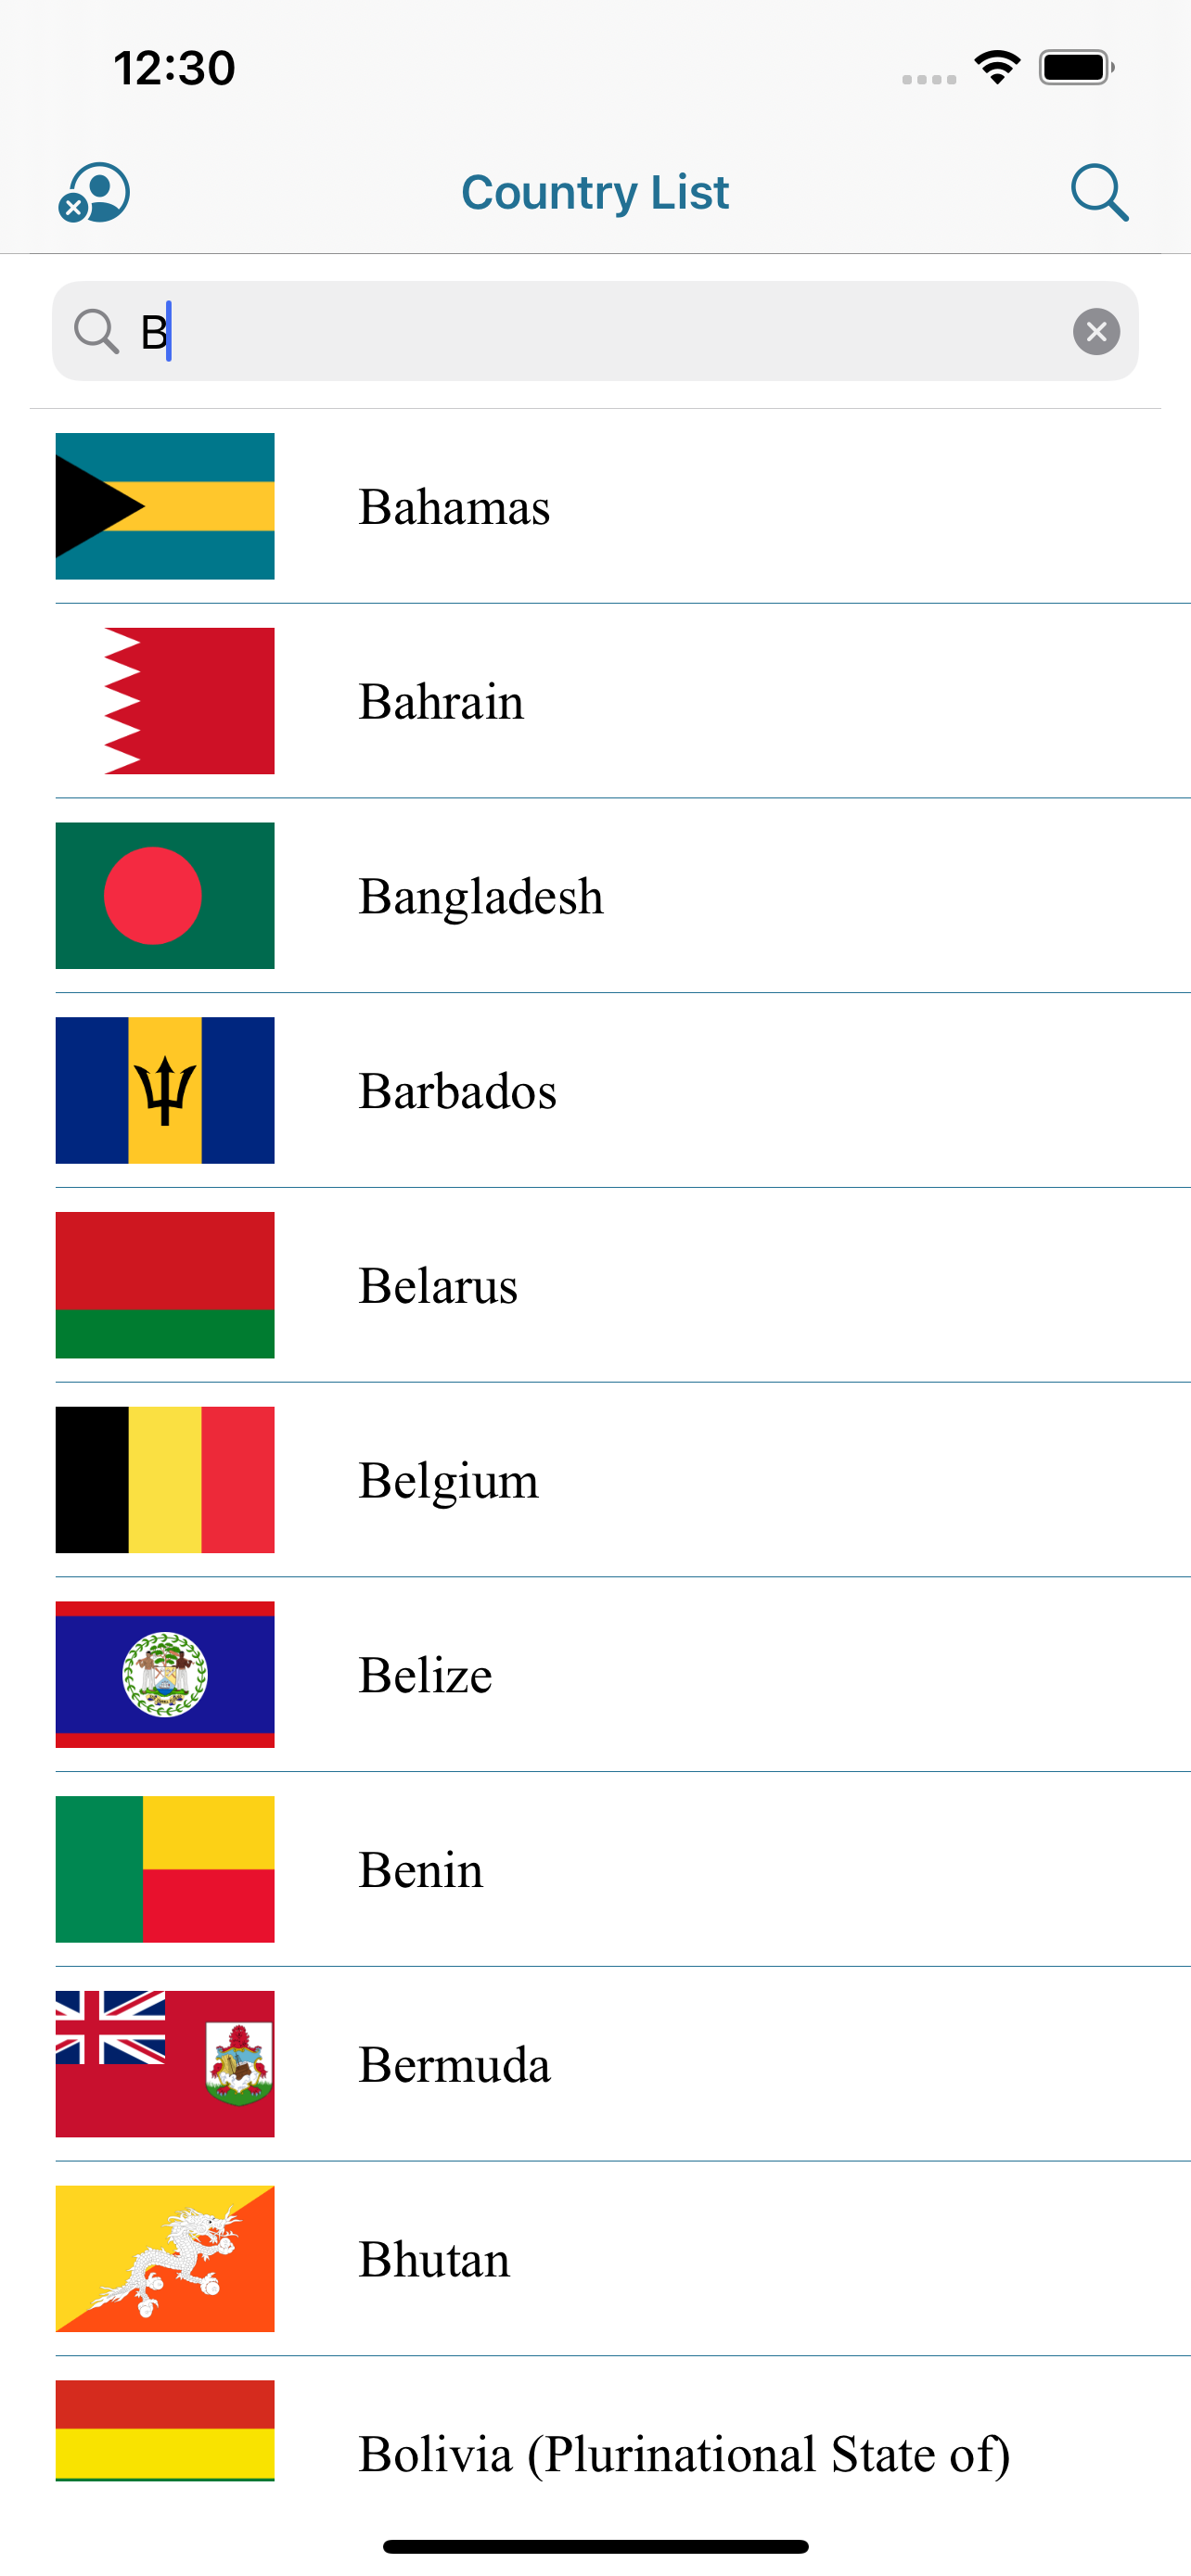 12:30
Country List
B
Bahamas
Bahrain
Bangladesh
Barbados
Belarus
Belgium
Belize
Benin
Bermuda
Bhutan
Bolivia (Plurinational State of)